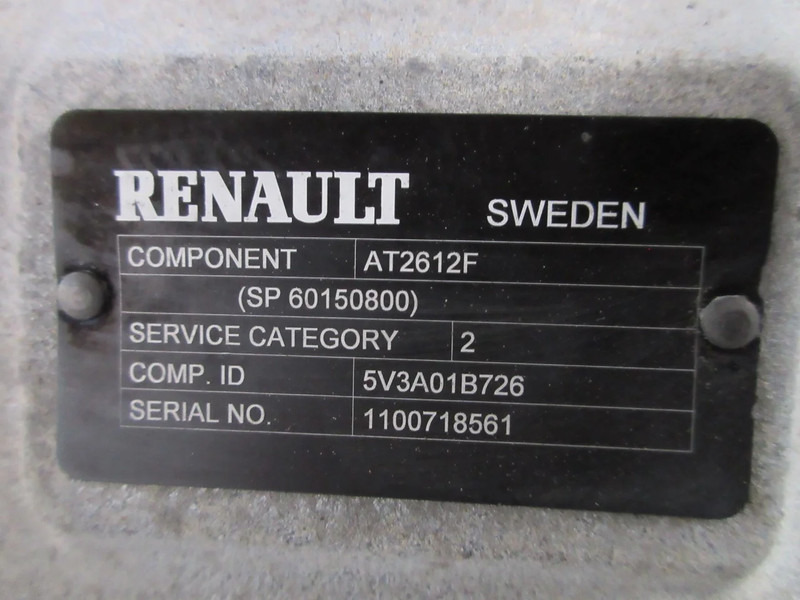 RENAULT SWEDEN
COMPONENT AT2612F
(SP 60150800)
SERVICE CATEGORY 2
COMP. ID 5V3A01B726
SERIAL NO. 1100718561